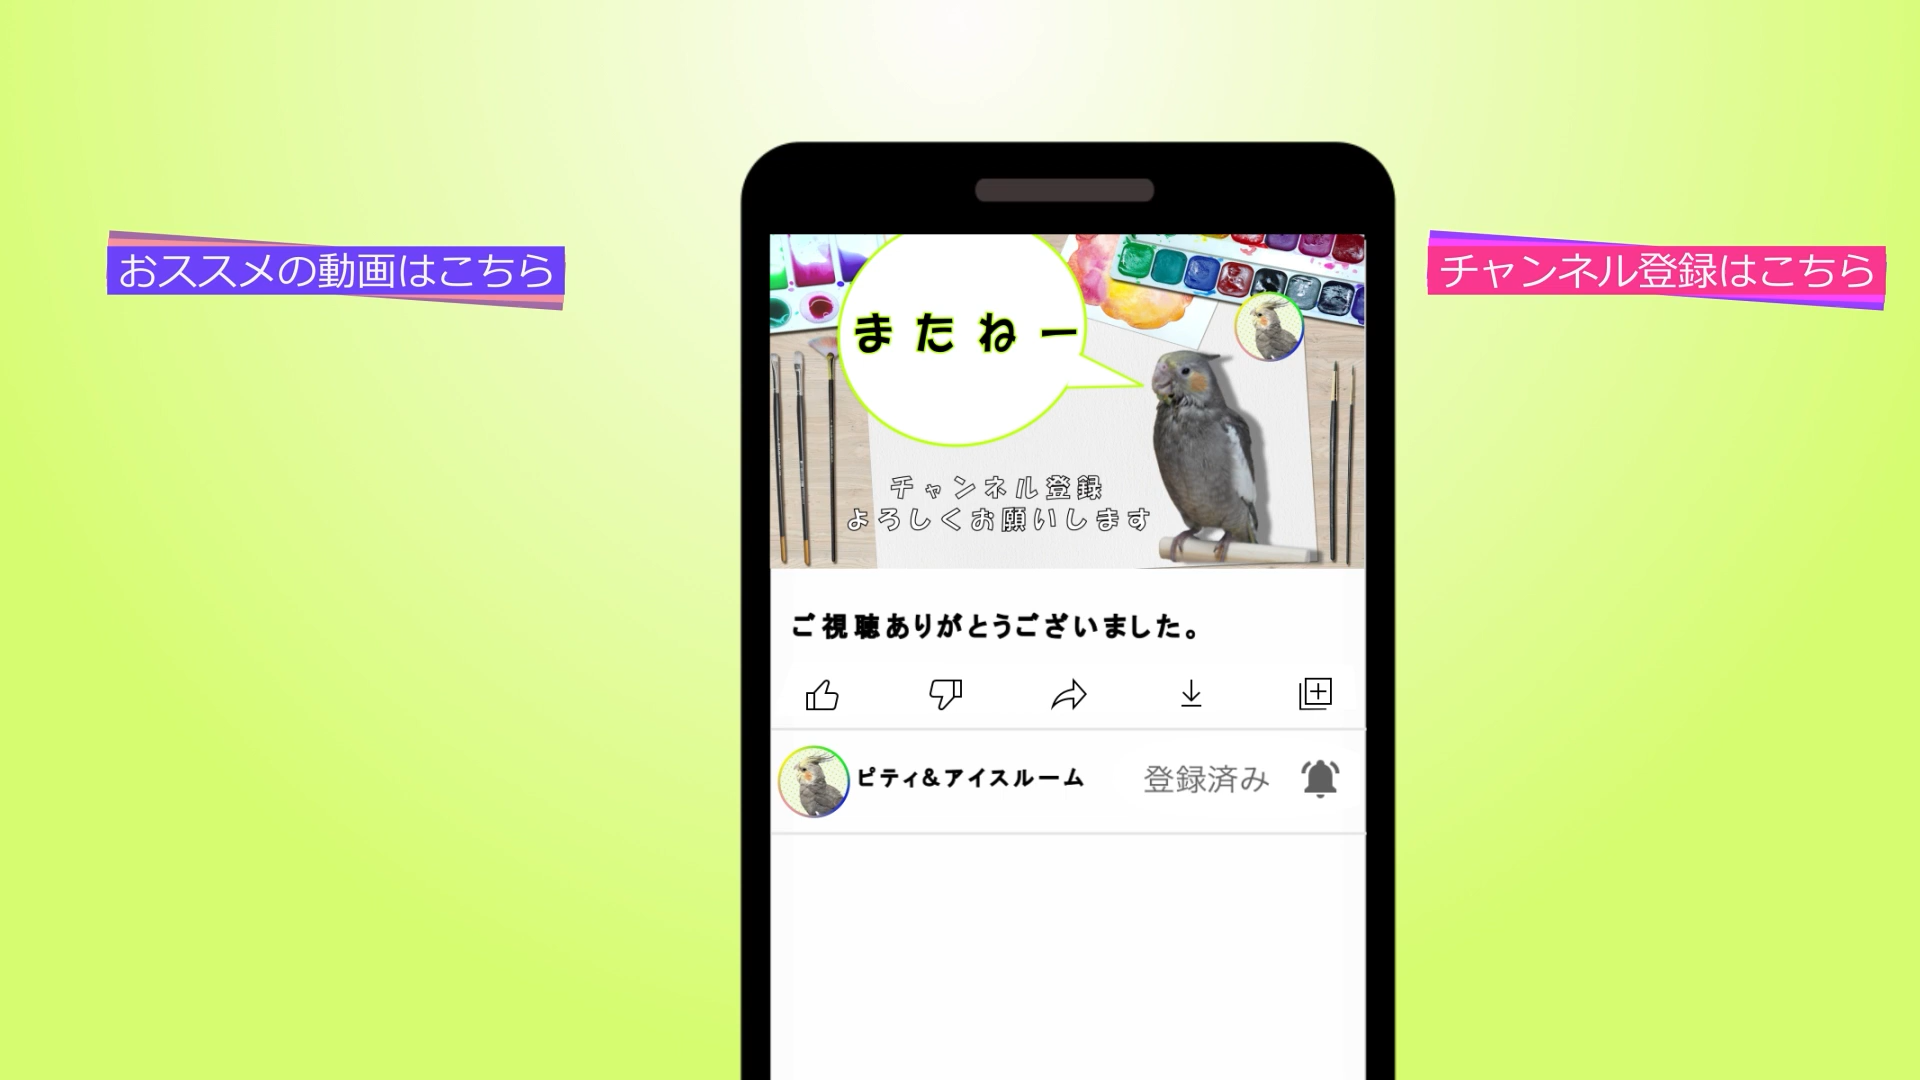 おススメの動画はこちら
チャンネル登録はこちら
またねー
チャンネル登録
よろしくお願いします
ご視聴ありがとうございました。
ピティ&アイスルーム
登録済み